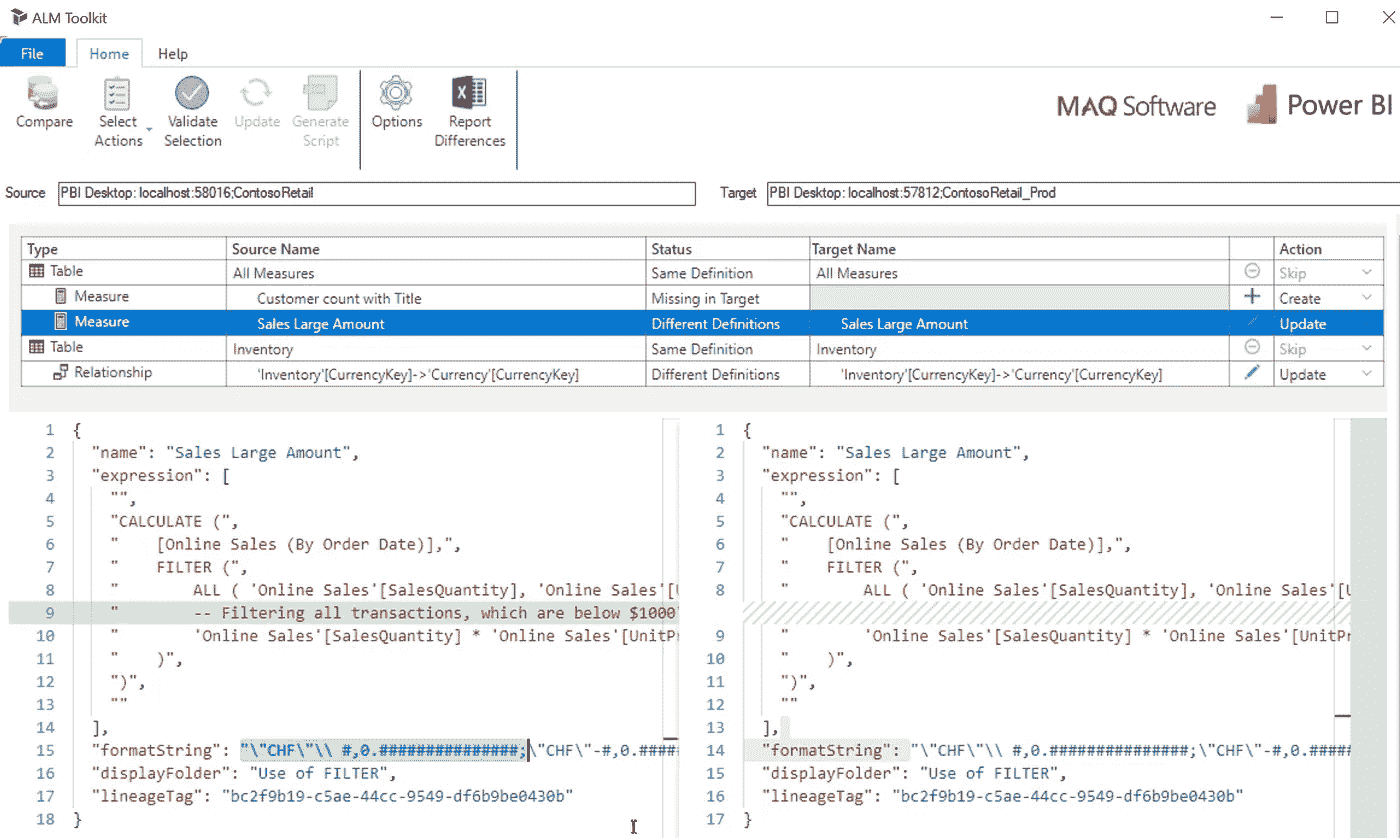 ALM Toolkit
File Home Help
Compare Select Actions Validate Selection Update Generate Script Options Report Differences
MAQ Software Power BI
Source PBI Desktop: localhost:58016;ContosoRetail Target PBI Desktop: localhost:57812;ContosoRetail_Prod
Type Source Name Status Target Name Action
Table All Measures Same Definition All Measures Skip
Measure Customer count with Title Missing in Target Create
Measure Sales Large Amount Different Definitions Sales Large Amount Update
Table Inventory Same Definition Inventory Skip
Relationship 'Inventory'[CurrencyKey]->'Currency'[CurrencyKey] Different Definitions 'Inventory'[CurrencyKey]->'Currency'[CurrencyKey] Update
1 {
2 "name": "Sales Large Amount",
3 "expression": [
4 "",
5 "CALCULATE (",
6 "    [Online Sales (By Order Date)],",
7 "    FILTER (",
8 "        ALL ( 'Online Sales'[SalesQuantity], 'Online Sales'[U
9 "        -- Filtering all transactions, which are below $1000
10 "        'Online Sales'[SalesQuantity] * 'Online Sales'[UnitPr
11 "    )",
12 ")",
13 ""
14 ],
15 "formatString": "\"CHF\"\\ #,0.###############;\"CHF\"-#,0.####
16 "displayFolder": "Use of FILTER",
17 "lineageTag": "bc2f9b19-c5ae-44cc-9549-df6b9be0430b"
18 }
1 {
2 "name": "Sales Large Amount",
3 "expression": [
4 "",
5 "CALCULATE (",
6 "    [Online Sales (By Order Date)],",
7 "    FILTER (",
8 "        ALL ( 'Online Sales'[SalesQuantity], 'Online Sales'[U
9 "        'Online Sales'[SalesQuantity] * 'Online Sales'[UnitPr
10 "    )",
11 ")",
12 ""
13 ],
14 "formatString": "\"CHF\"\\ #,0.###############;\"CHF\"-#,0.####
15 "displayFolder": "Use of FILTER",
16 "lineageTag": "bc2f9b19-c5ae-44cc-9549-df6b9be0430b"
17 }